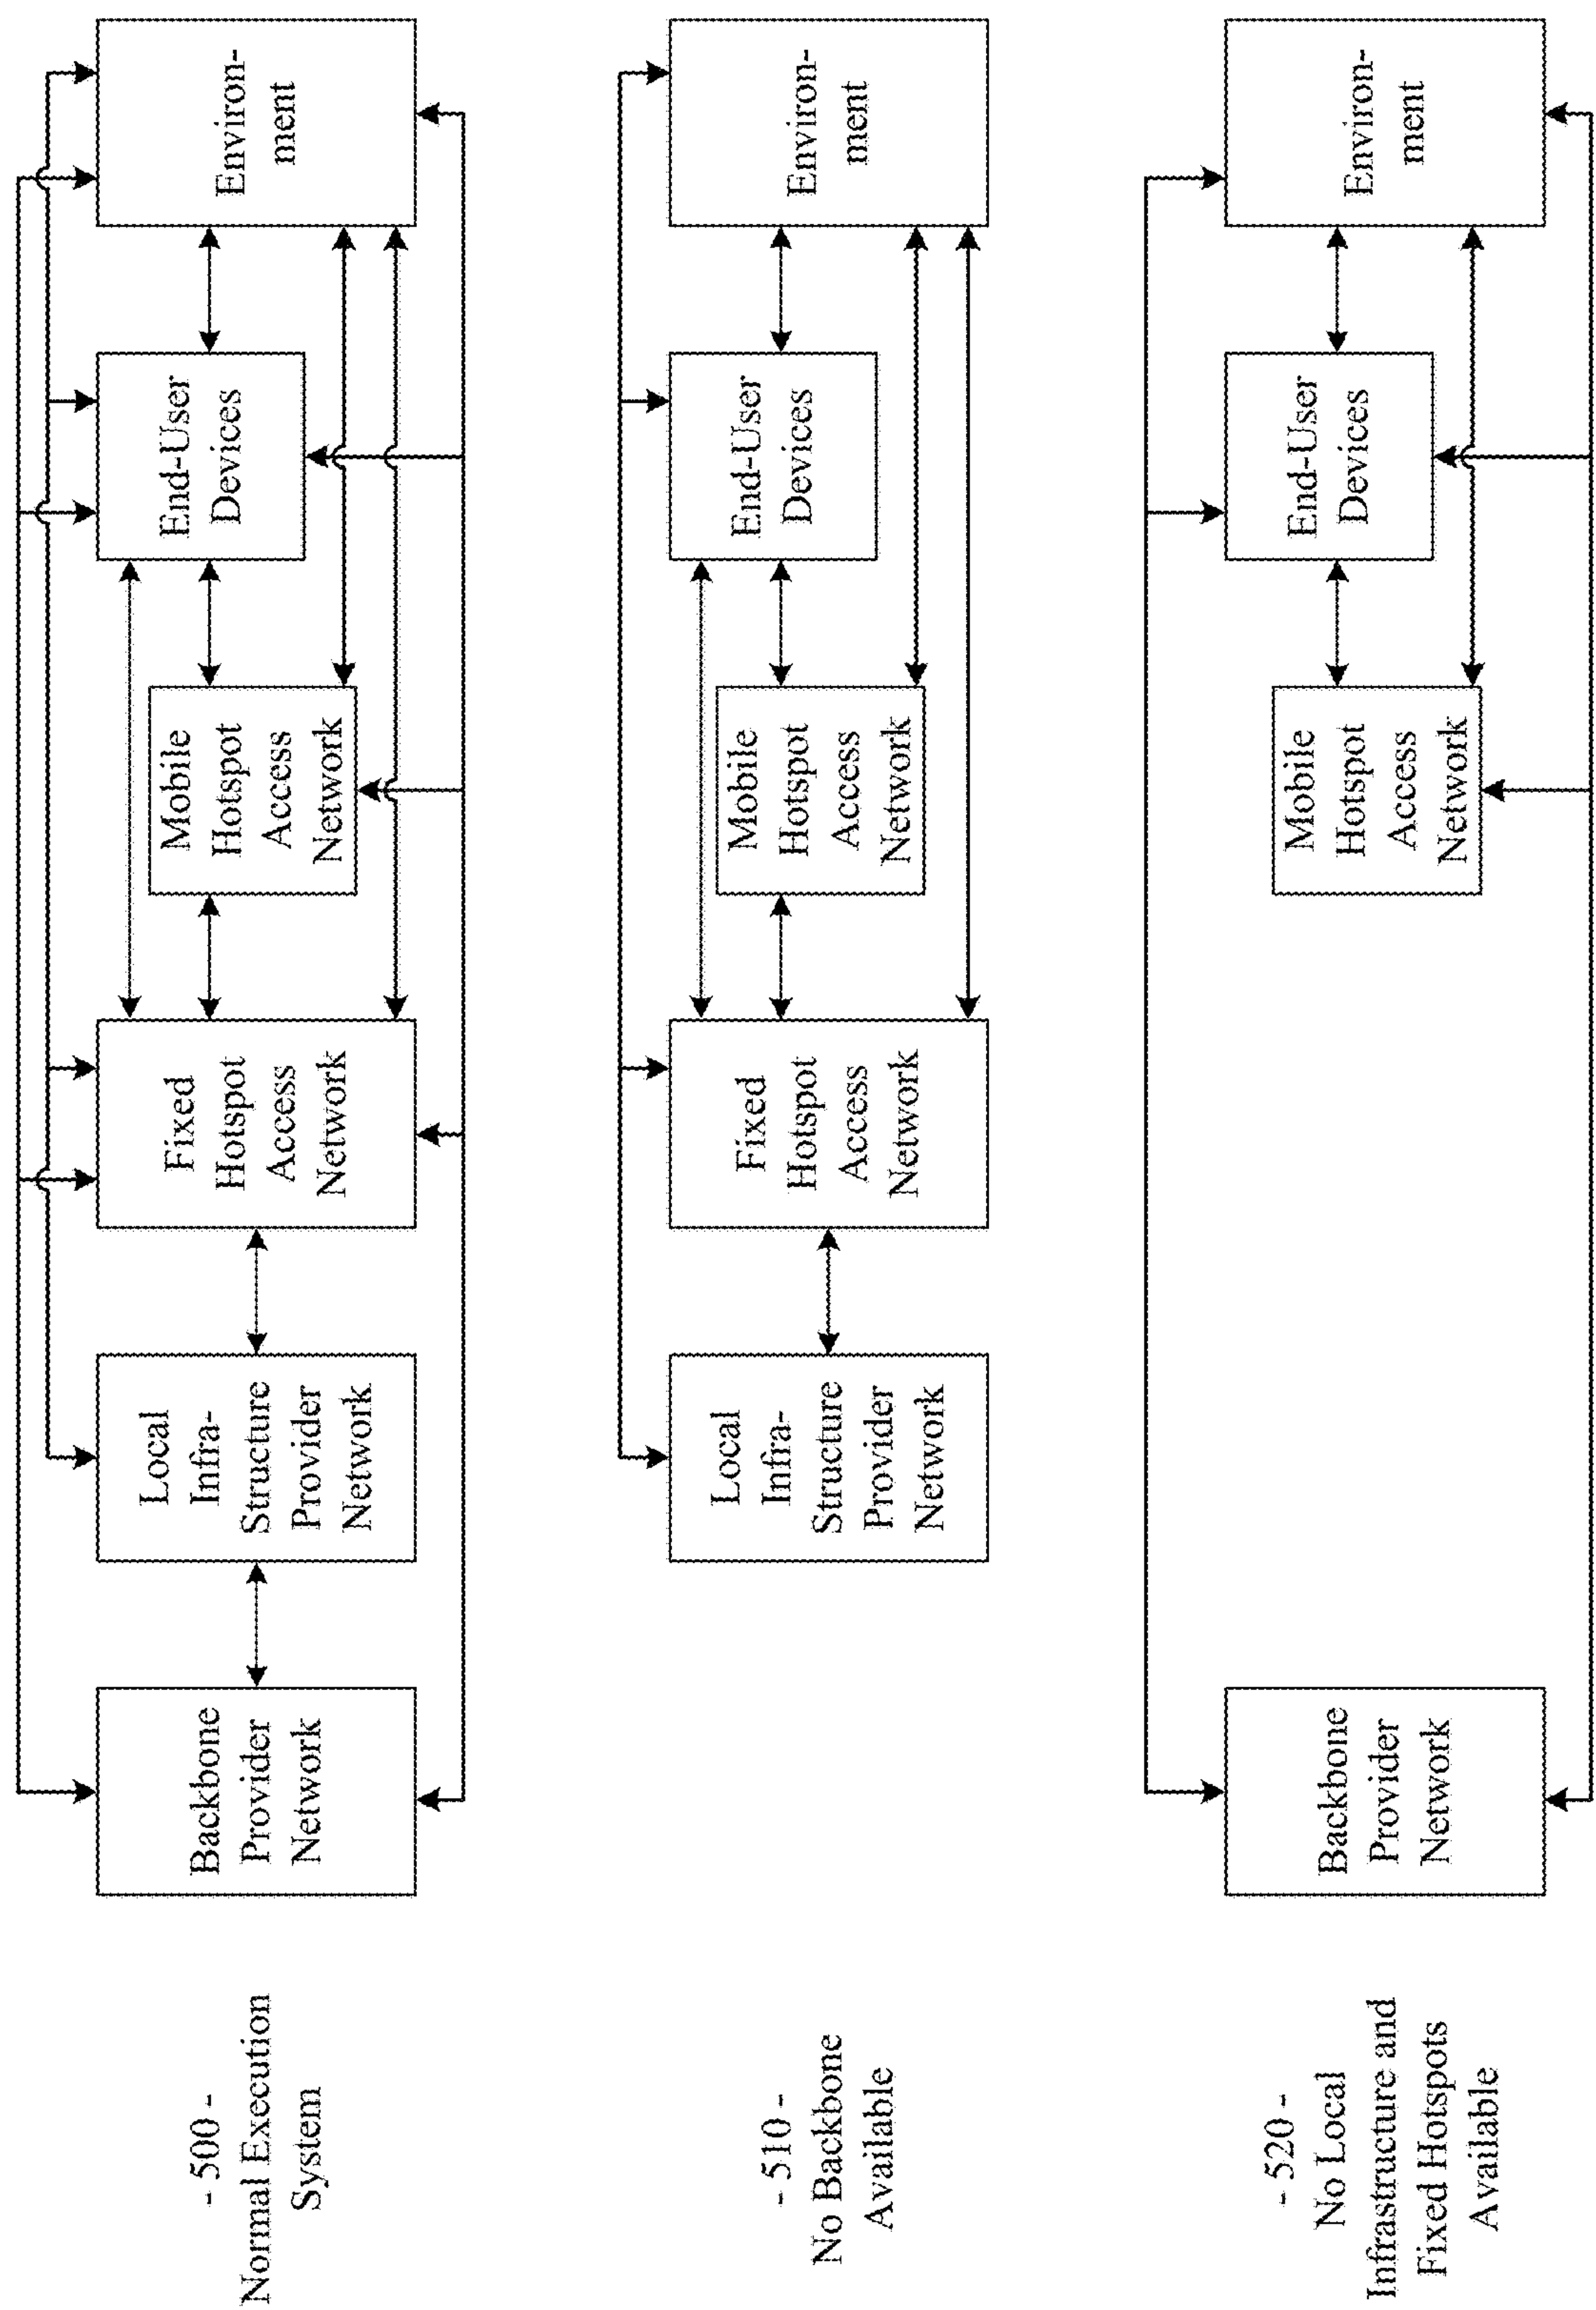 - 500 -
Normal Execution
System
Backbone
Provider
Network
Local
Infra-
Structure
Provider
Network
Fixed
Hotspot
Access
Network
Mobile
Hotspot
Access
Network
End-User
Devices
Environ-
ment
- 510 -
No Backbone
Available
Local
Infra-
Structure
Provider
Network
Fixed
Hotspot
Access
Network
Mobile
Hotspot
Access
Network
End-User
Devices
Environ-
ment
- 520 -
No Local
Infrastructure and
Fixed Hotspots
Available
Backbone
Provider
Network
Mobile
Hotspot
Access
Network
End-User
Devices
Environ-
ment